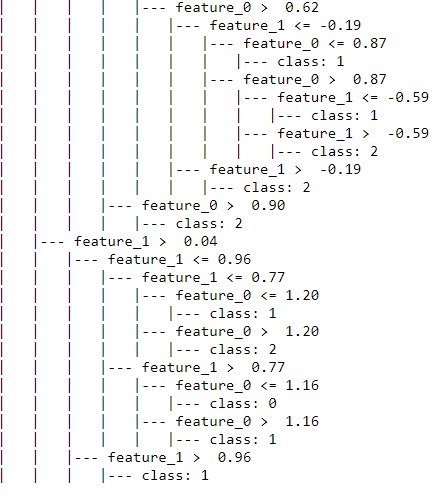 |   |   |   |   |--- feature_0 >  0.62
|   |   |   |   |   |--- feature_1 <= -0.19
|   |   |   |   |   |   |--- feature_0 <= 0.87
|   |   |   |   |   |   |   |--- class: 1
|   |   |   |   |   |   |--- feature_0 >  0.87
|   |   |   |   |   |   |   |--- feature_1 <= -0.59
|   |   |   |   |   |   |   |   |--- class: 1
|   |   |   |   |   |   |   |--- feature_1 >  -0.59
|   |   |   |   |   |   |   |   |--- class: 2
|   |   |   |   |   |--- feature_1 >  -0.19
|   |   |   |   |   |   |--- class: 2
|   |   |   |--- feature_0 >  0.90
|   |   |   |   |--- class: 2
|   |--- feature_1 >  0.04
|   |   |--- feature_1 <= 0.96
|   |   |   |--- feature_1 <= 0.77
|   |   |   |   |--- feature_0 <= 1.20
|   |   |   |   |   |--- class: 1
|   |   |   |   |--- feature_0 >  1.20
|   |   |   |   |   |--- class: 2
|   |   |   |--- feature_1 >  0.77
|   |   |   |   |--- feature_0 <= 1.16
|   |   |   |   |   |--- class: 0
|   |   |   |   |--- feature_0 >  1.16
|   |   |   |   |   |--- class: 1
|   |   |--- feature_1 >  0.96
|   |   |   |--- class: 1